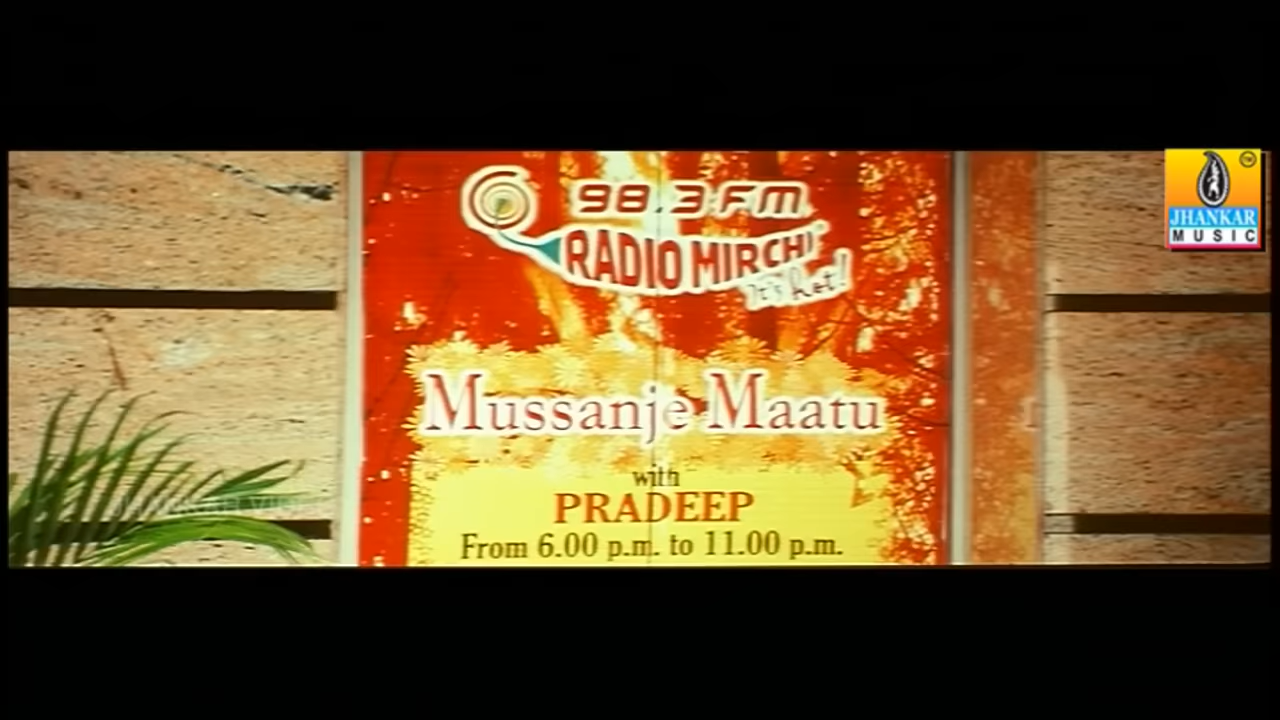 98.3 FM
RADIO MIRCHI
It's hot!
Mussanje Maatu
with
PRADEEP
From 6.00 p.m. to 11.00 p.m.
JHANKAR
MUSIC
TM